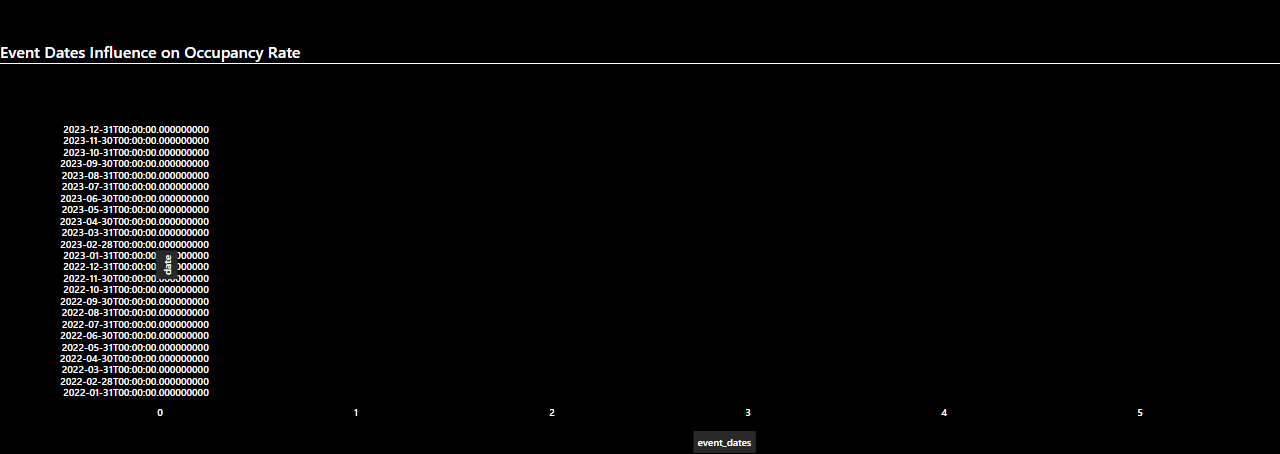 Event Dates Influence on Occupancy Rate
2023-12-31T00:00:00.000000000
2023-11-30T00:00:00.000000000
2023-10-31T00:00:00.000000000
2023-09-30T00:00:00.000000000
2023-08-31T00:00:00.000000000
2023-07-31T00:00:00.000000000
2023-06-30T00:00:00.000000000
2023-05-31T00:00:00.000000000
2023-04-30T00:00:00.000000000
2023-03-31T00:00:00.000000000
2023-02-28T00:00:00.000000000
2023-01-31T00:00:00.000000000
2022-12-31T00:00:00.000000000
2022-11-30T00:00:00.000000000
2022-10-31T00:00:00.000000000
2022-09-30T00:00:00.000000000
2022-08-31T00:00:00.000000000
2022-07-31T00:00:00.000000000
2022-06-30T00:00:00.000000000
2022-05-31T00:00:00.000000000
2022-04-30T00:00:00.000000000
2022-03-31T00:00:00.000000000
2022-02-28T00:00:00.000000000
2022-01-31T00:00:00.000000000
date
0 1 2 3 4 5
event_dates